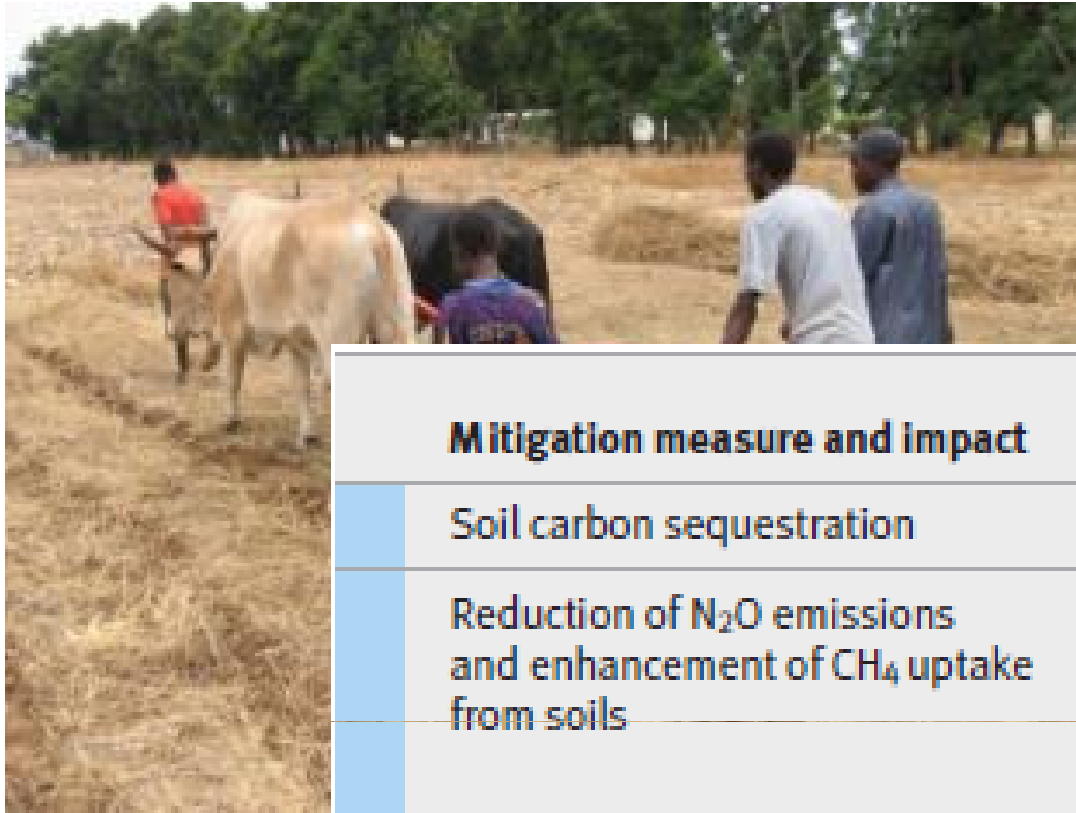 Mitigation measure and impact
Soil carbon sequestration
Reduction of N₂O emissions
and enhancement of CH₄ uptake
from soils